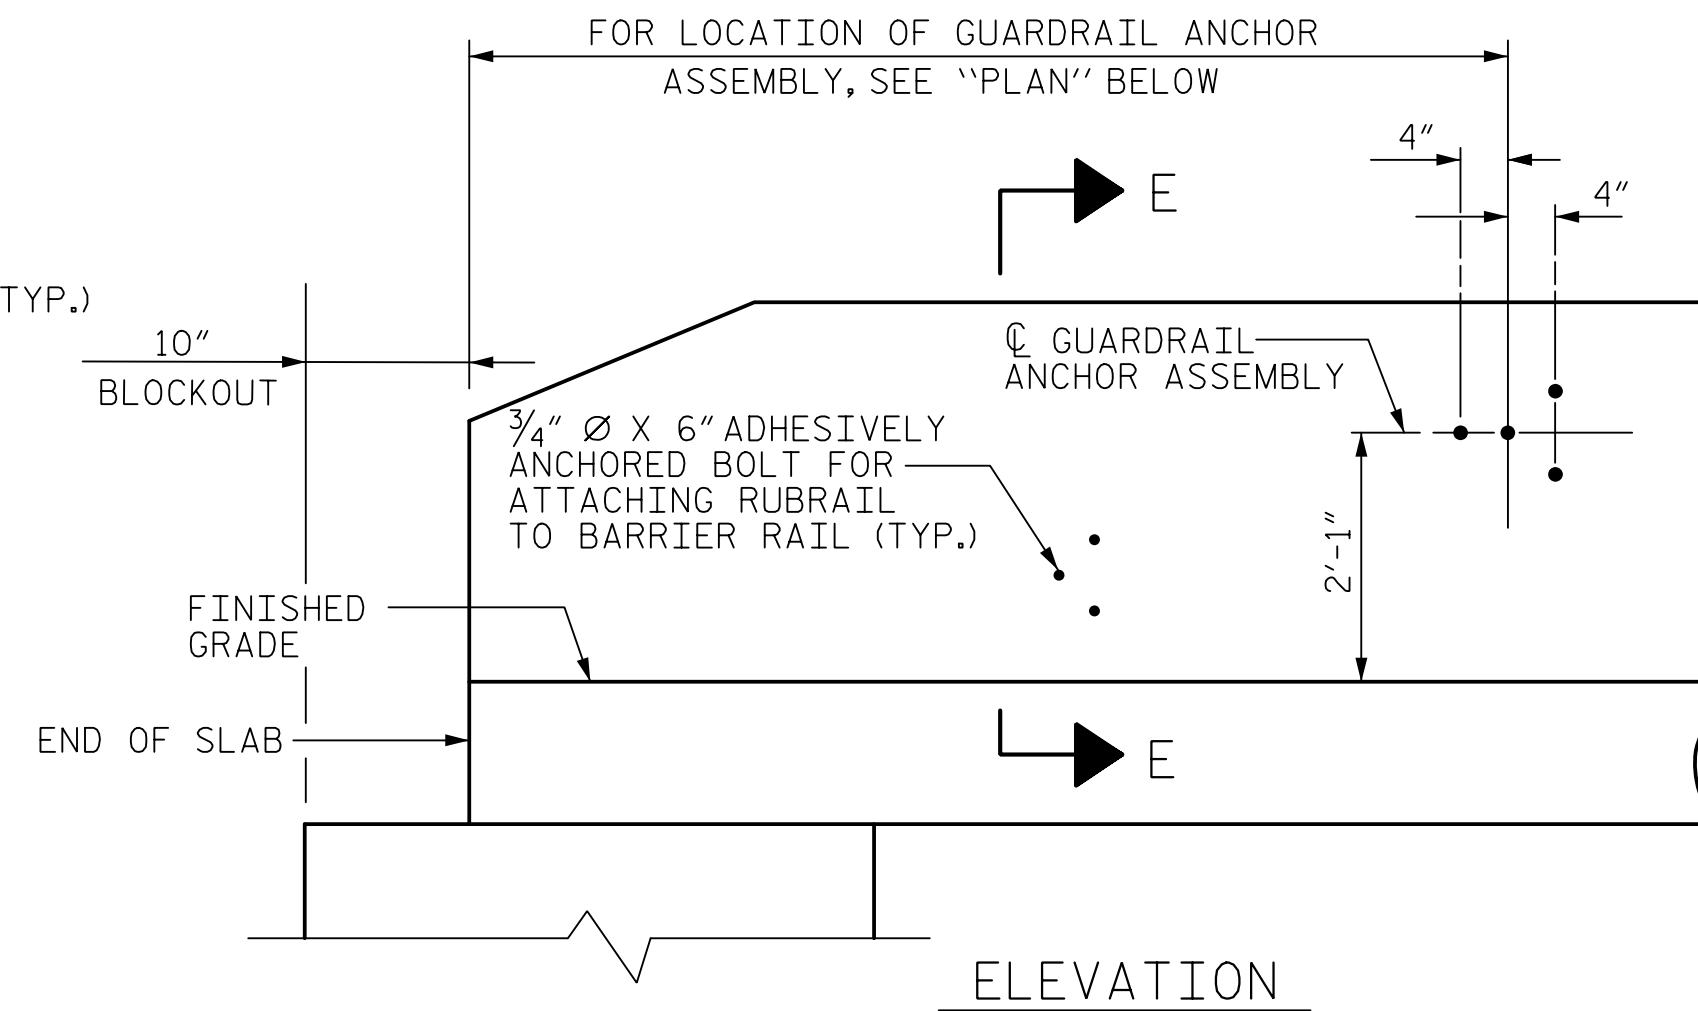 FOR LOCATION OF GUARDRAIL ANCHOR
ASSEMBLY, SEE "PLAN" BELOW
4"
4"
E
TYP.)
10"
BLOCKOUT
℄ GUARDRAIL
ANCHOR ASSEMBLY
3/4" Ø X 6" ADHESIVELY
ANCHORED BOLT FOR
ATTACHING RUBRAIL
TO BARRIER RAIL (TYP.)
2'-1"
FINISHED
GRADE
END OF SLAB
E
ELEVATION